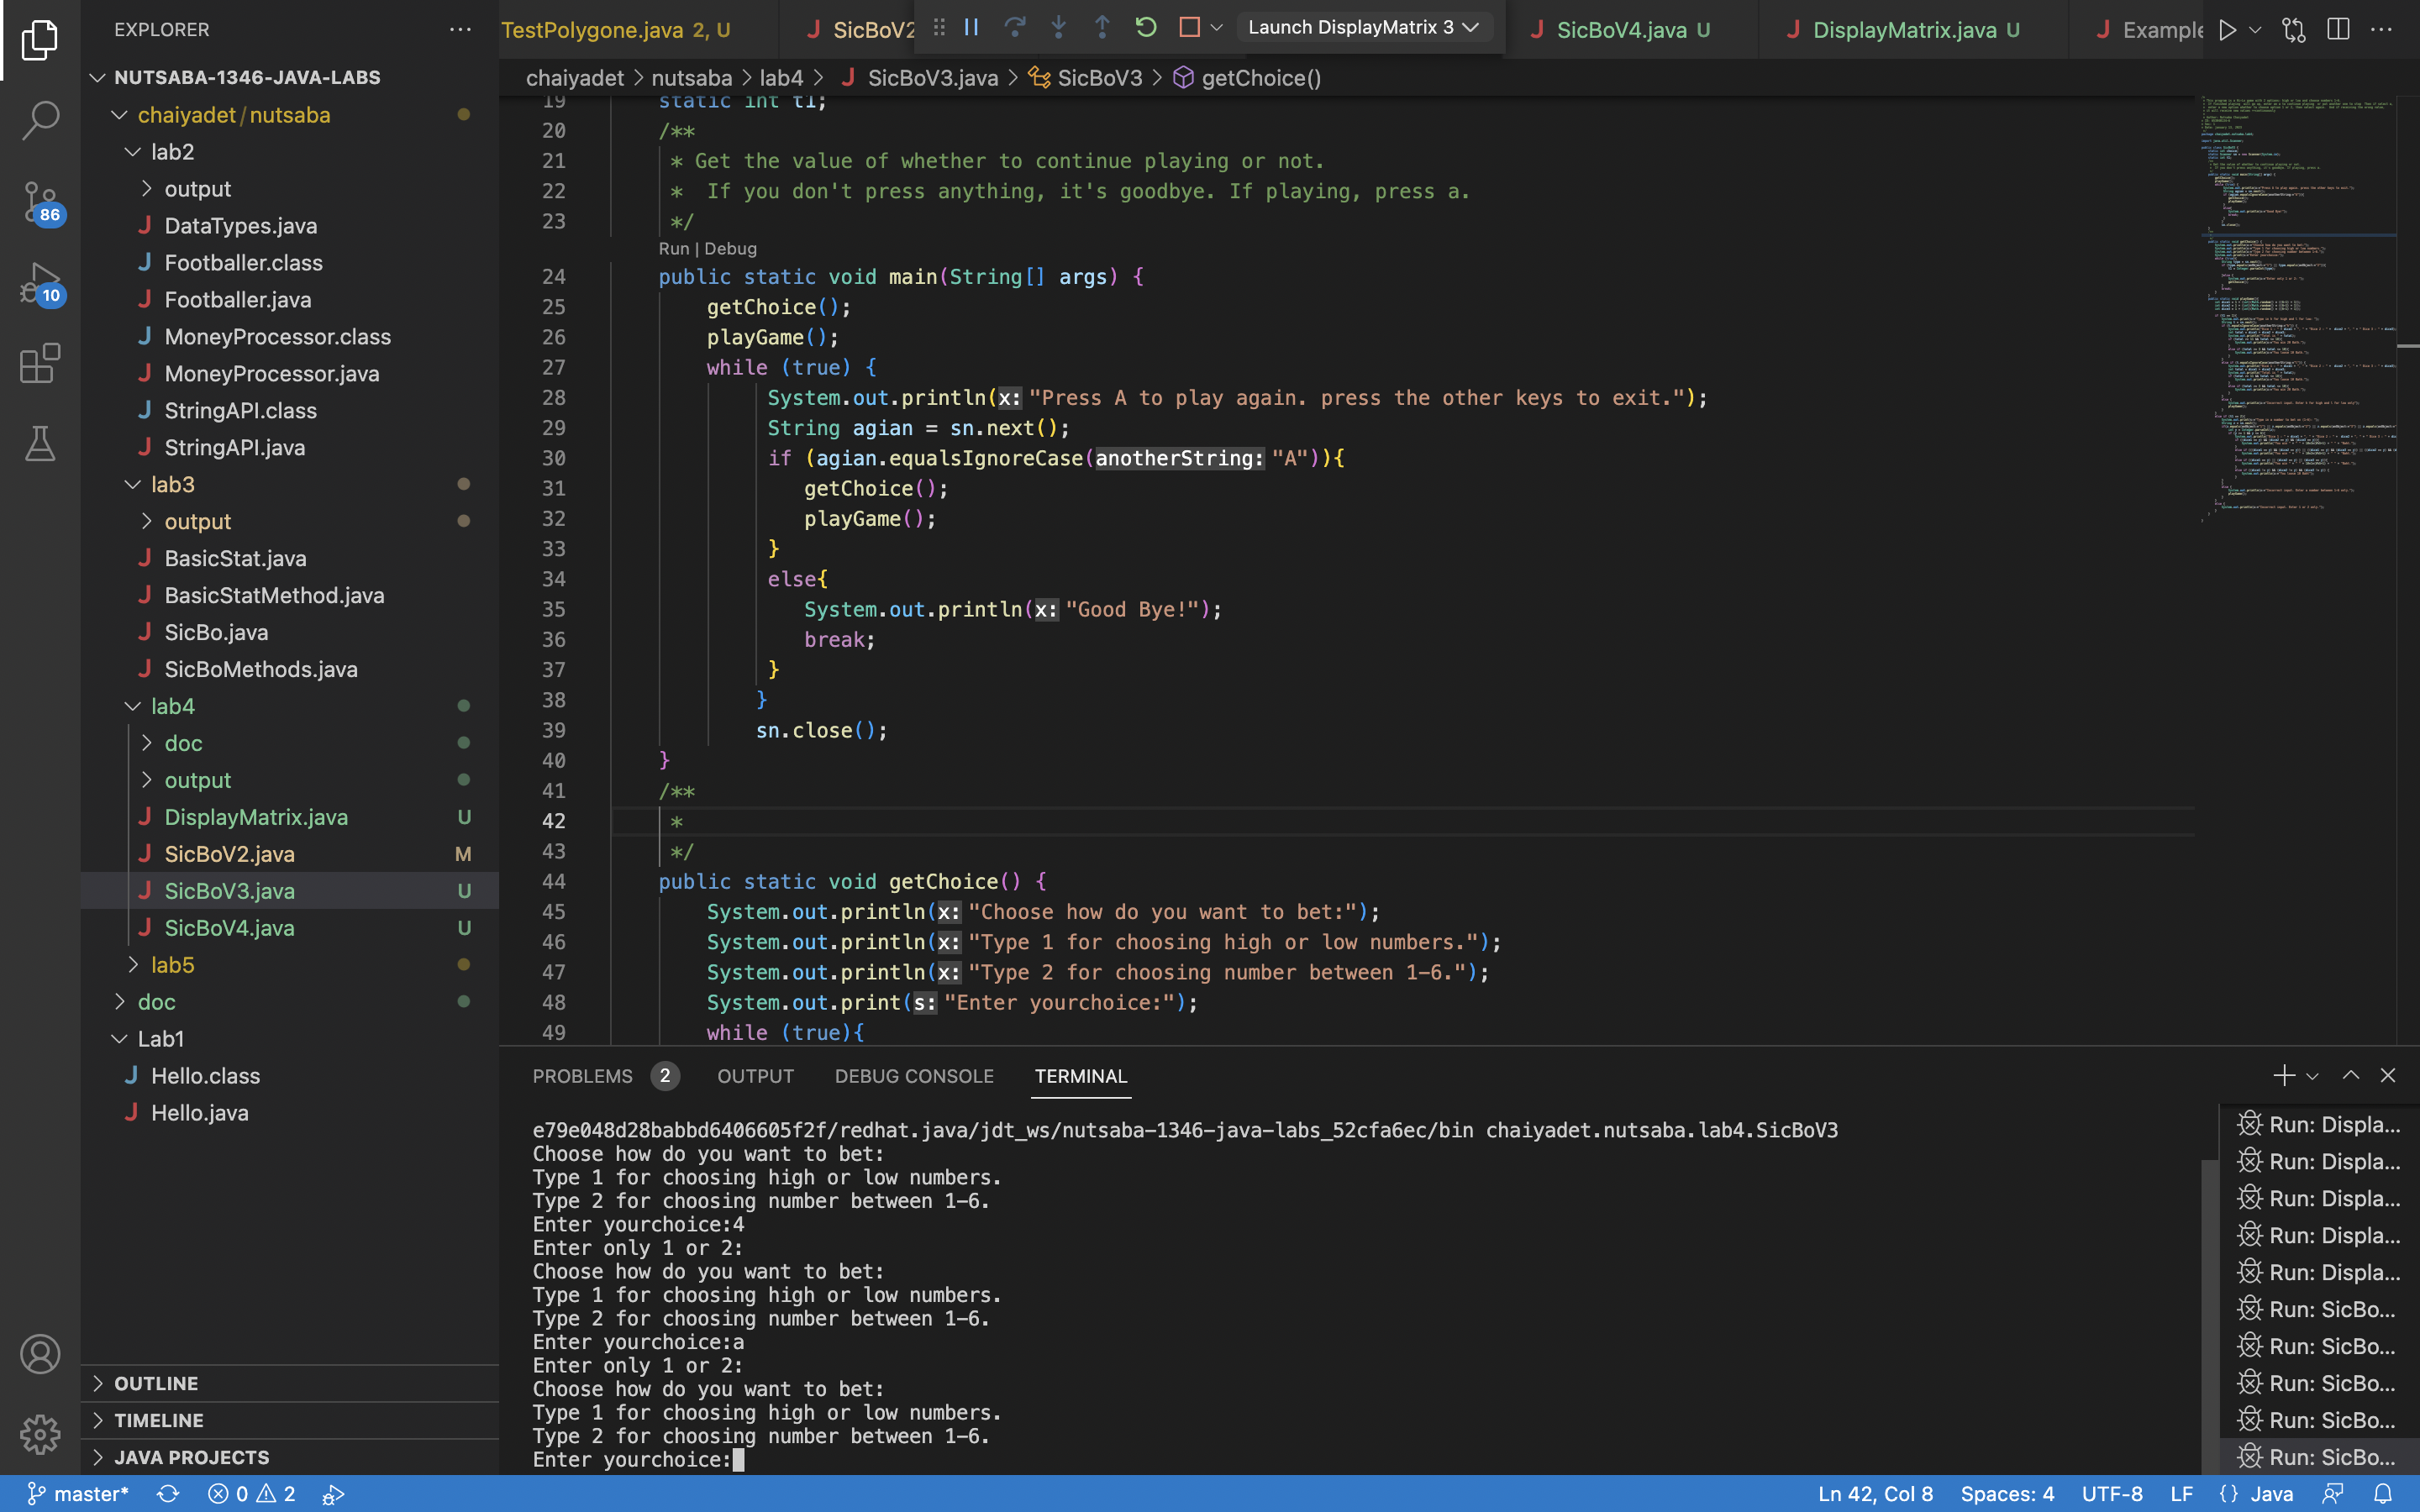 EXPLORER
NUTSABA-1346-JAVA-LABS
chaiyadet/nutsaba
lab2
output
DataTypes.java
Footballer.class
Footballer.java
MoneyProcessor.class
MoneyProcessor.java
StringAPI.class
StringAPI.java
lab3
output
BasicStat.java
BasicStatMethod.java
SicBo.java
SicBoMethods.java
lab4
doc
output
DisplayMatrix.java U
SicBoV2.java M
SicBoV3.java U
SicBoV4.java U
lab5
doc
Lab1
Hello.class
Hello.java
OUTLINE
TIMELINE
JAVA PROJECTS
86
10
TestPolygone.java 2, U
SicBoV2
Launch DisplayMatrix 3
SicBoV4.java U
DisplayMatrix.java U
Example
chaiyadet > nutsaba > lab4 > SicBoV3.java > SicBoV3 > getChoice()
19 static int t1;
20 /**
21 * Get the value of whether to continue playing or not.
22 * If you don't press anything, it's goodbye. If playing, press a.
23 */
Run | Debug
24 public static void main(String[] args) {
25 getChoice();
26 playGame();
27 while (true) {
28 System.out.println(x: "Press A to play again. press the other keys to exit.");
29 String agian = sn.next();
30 if (agian.equalsIgnoreCase(anotherString: "A")){
31 getChoice();
32 playGame();
33 }
34 else{
35 System.out.println(x: "Good Bye!");
36 break;
37 }
38 }
39 sn.close();
40 }
41 /**
42 *
43 */
44 public static void getChoice() {
45 System.out.println(x: "Choose how do you want to bet:");
46 System.out.println(x: "Type 1 for choosing high or low numbers.");
47 System.out.println(x: "Type 2 for choosing number between 1-6.");
48 System.out.print(s: "Enter yourchoice:");
49 while (true){
PROBLEMS 2 OUTPUT DEBUG CONSOLE TERMINAL
e79e048d28babbd6406605f2f/redhat.java/jdt_ws/nutsaba-1346-java-labs_52cfa6ec/bin chaiyadet.nutsaba.lab4.SicBoV3
Choose how do you want to bet:
Type 1 for choosing high or low numbers.
Type 2 for choosing number between 1-6.
Enter yourchoice:4
Enter only 1 or 2:
Choose how do you want to bet:
Type 1 for choosing high or low numbers.
Type 2 for choosing number between 1-6.
Enter yourchoice:a
Enter only 1 or 2:
Choose how do you want to bet:
Type 1 for choosing high or low numbers.
Type 2 for choosing number between 1-6.
Enter yourchoice:
Run: Displa...
Run: Displa...
Run: Displa...
Run: Displa...
Run: Displa...
Run: SicBo...
Run: SicBo...
Run: SicBo...
Run: SicBo...
Run: SicBo...
master* 0 2
Ln 42, Col 8 Spaces: 4 UTF-8 LF {} Java